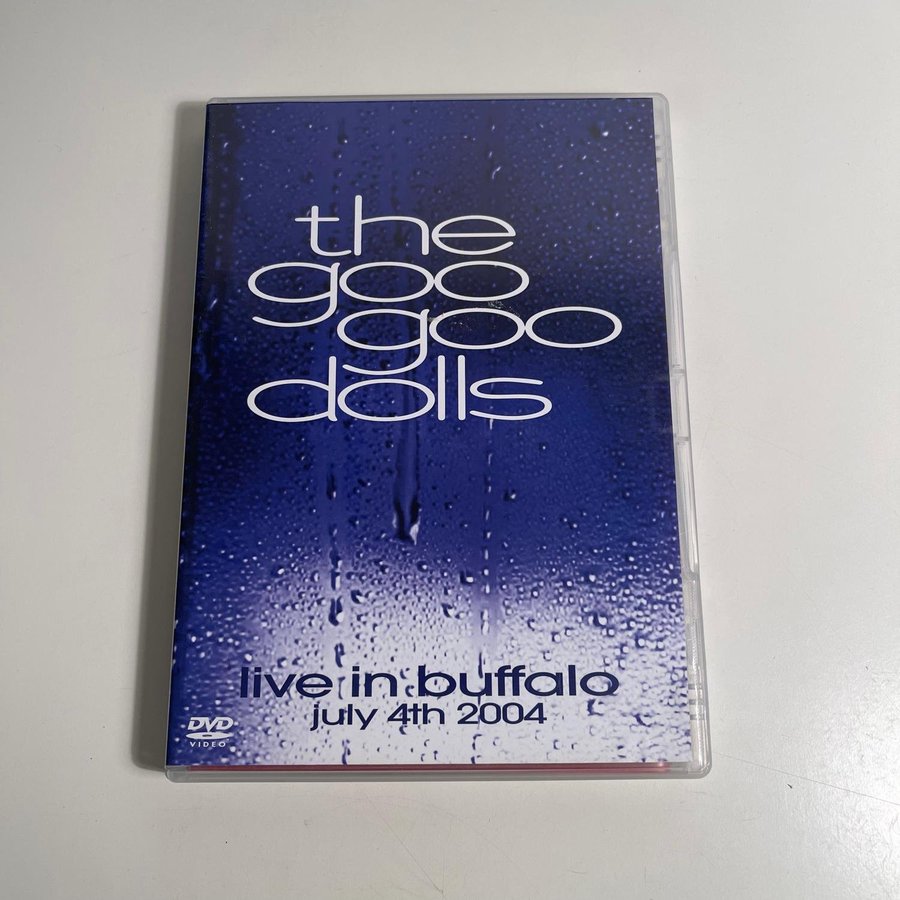 the
goo
goo
dolls
live in buffalo
july 4th 2004
DVD
VIDEO